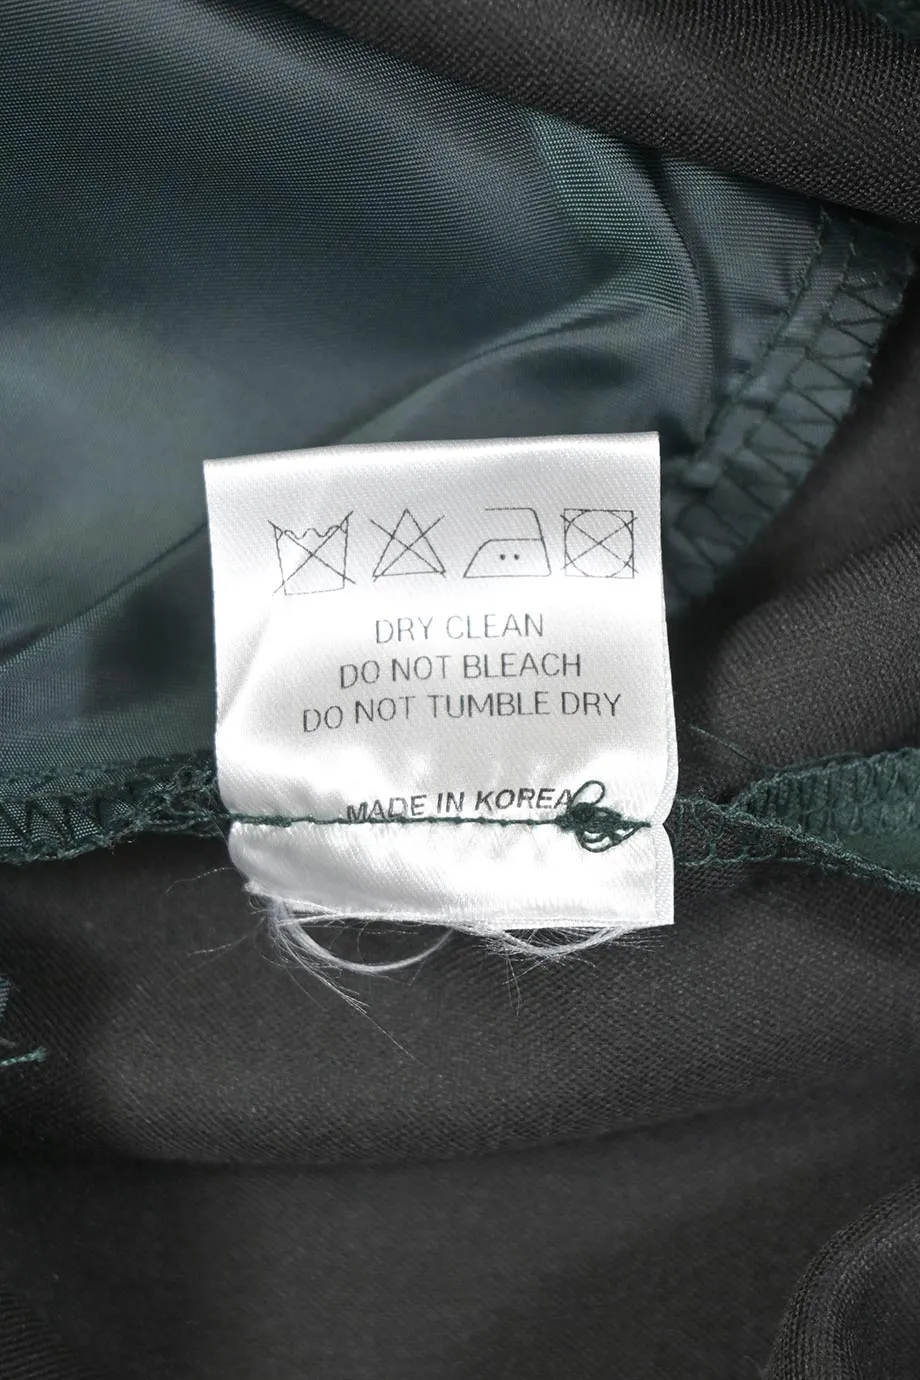 DRY CLEAN
DO NOT BLEACH
DO NOT TUMBLE DRY
MADE IN KOREA